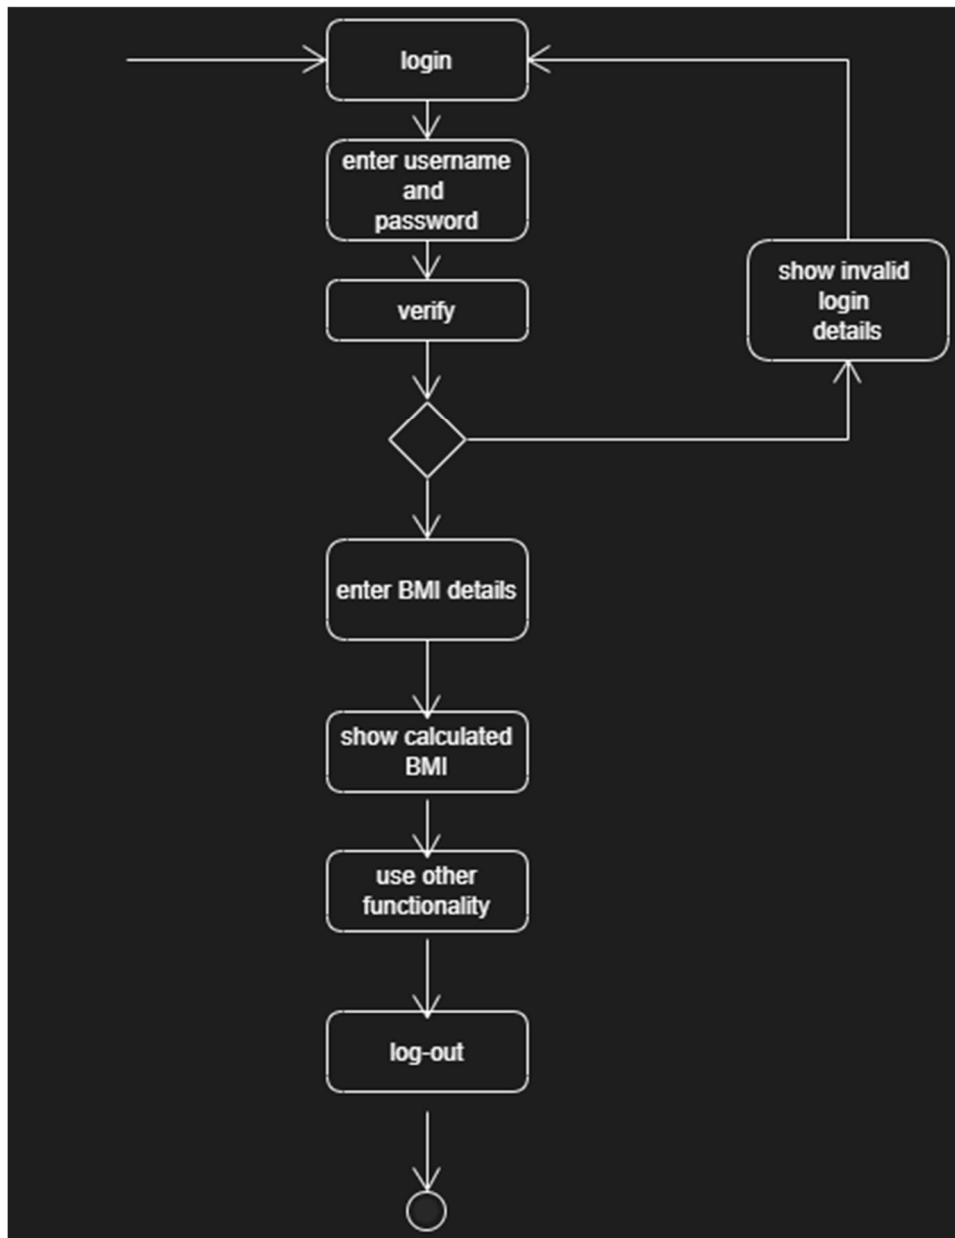 login
enter username
and
password
verify
show invalid
login
details
enter BMI details
show calculated
BMI
use other
functionality
log-out